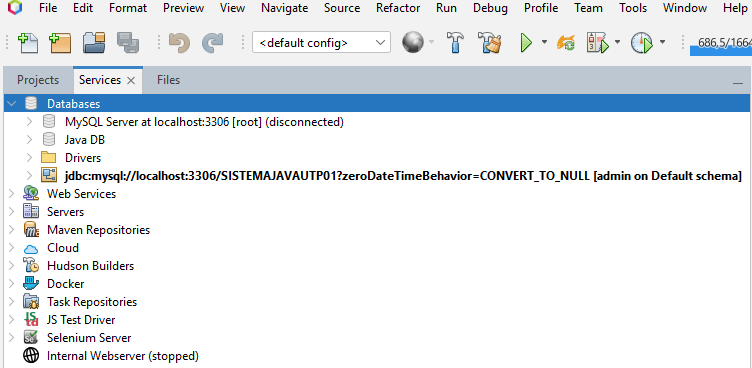 File Edit Format Preview View Navigate Source Refactor Run Debug Profile Team Tools Window Help
<default config> 686,5/1664
Projects Services Files
Databases
MySQL Server at localhost:3306 [root] (disconnected)
Java DB
Drivers
jdbc:mysql://localhost:3306/SISTEMAJAVAUTP01?zeroDateTimeBehavior=CONVERT_TO_NULL [admin on Default schema]
Web Services
Servers
Maven Repositories
Cloud
Hudson Builders
Docker
Task Repositories
JS Test Driver
Selenium Server
Internal Webserver (stopped)